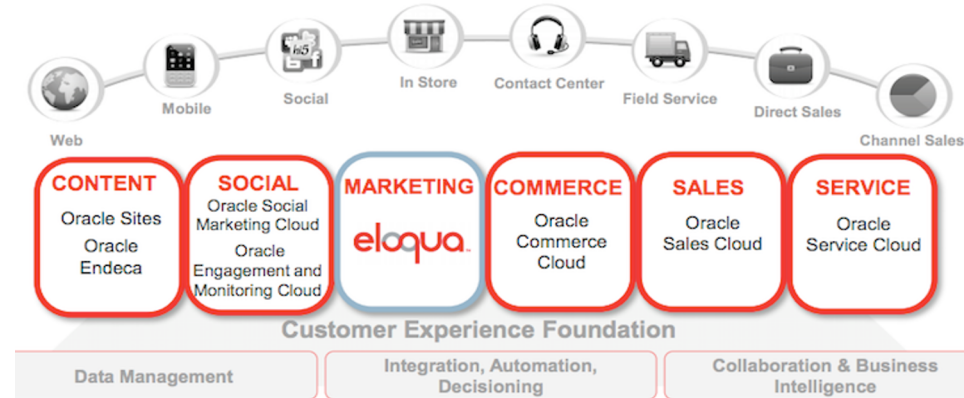 Web
Mobile
Social
In Store
Contact Center
Field Service
Direct Sales
Channel Sales
CONTENT
Oracle Sites
Oracle
Endeca
SOCIAL
Oracle Social
Marketing Cloud
Oracle
Engagement and
Monitoring Cloud
MARKETING
eloqua™
COMMERCE
Oracle
Commerce
Cloud
SALES
Oracle
Sales Cloud
SERVICE
Oracle
Service Cloud
Customer Experience Foundation
Data Management
Integration, Automation,
Decisioning
Collaboration & Business
Intelligence